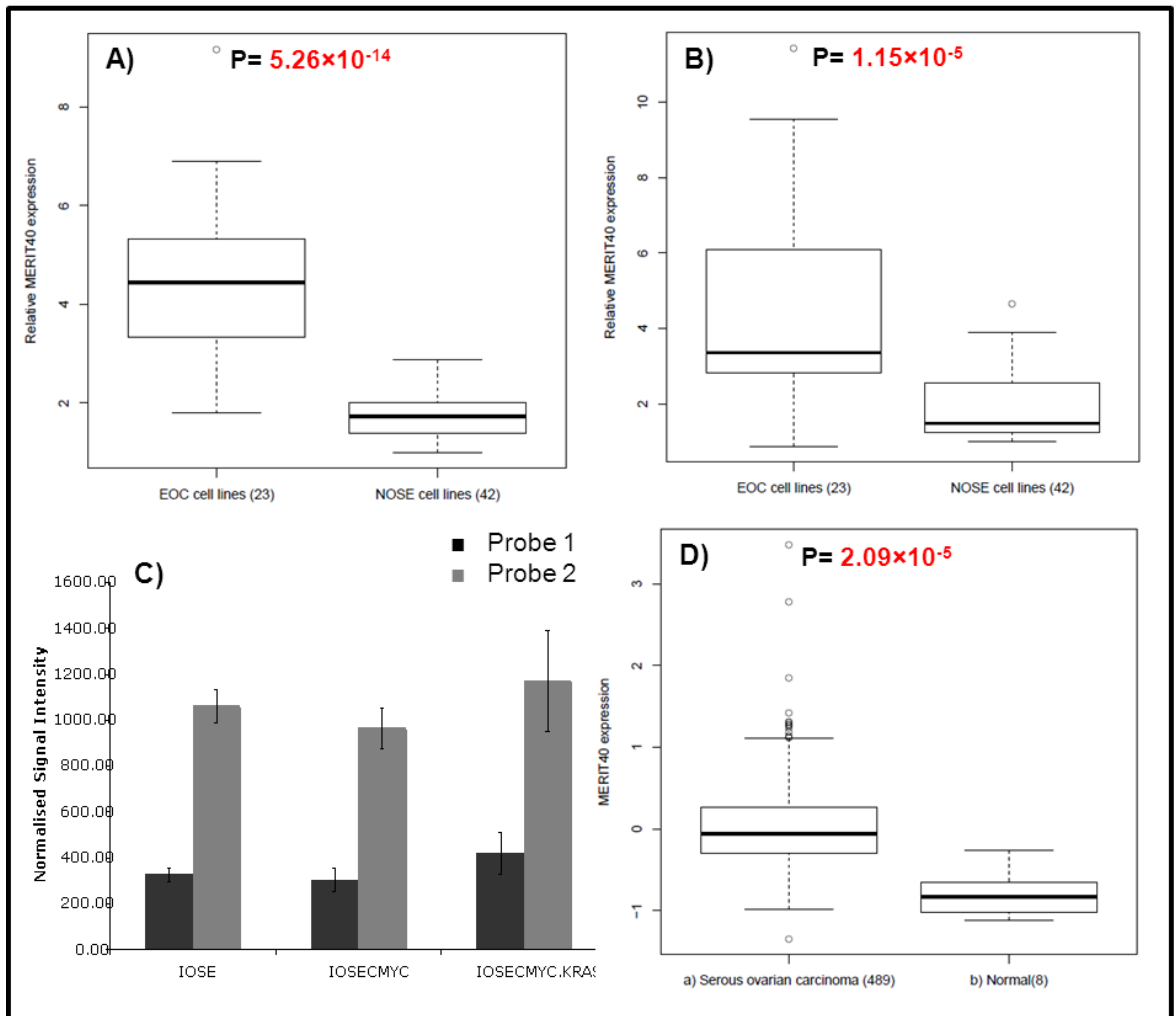 A)
P= 5.26×10-14
Relative MERIT40 expression
8
6
4
2
EOC cell lines (23)
NOSE cell lines (42)
B)
P= 1.15×10-5
Relative MERIT40 expression
10
8
6
4
2
EOC cell lines (23)
NOSE cell lines (42)
C)
Probe 1
Probe 2
Normalised Signal Intensity
1600.00
1400.00
1200.00
1000.00
800.00
600.00
400.00
200.00
0.00
IOSE
IOSECMYC
IOSECMYC.KRAS
D)
P= 2.09×10-5
MERIT40 expression
3
2
1
0
−1
a) Serous ovarian carcinoma (489)
b) Normal(8)